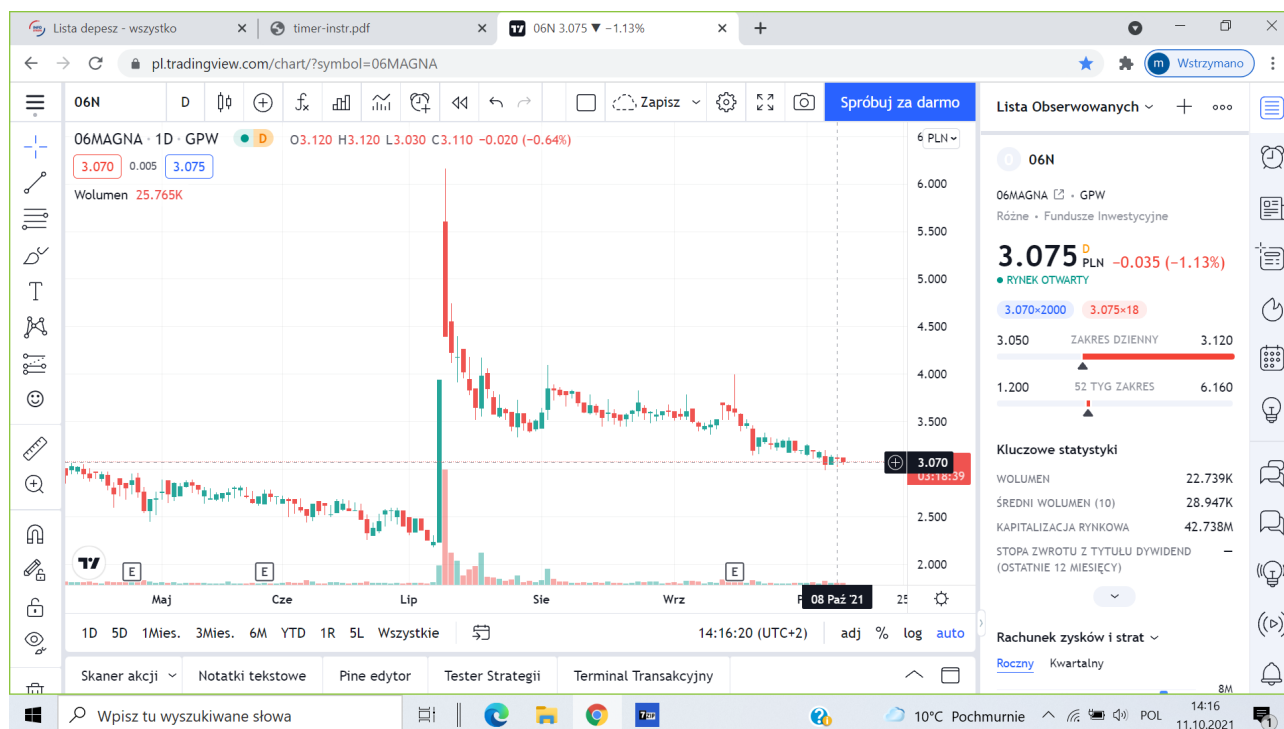 Lista depesz - wszystko
timer-instr.pdf
06N 3.075 ▼ −1.13%
pl.tradingview.com/chart/?symbol=06MAGNA
m Wstrzymano
06N D Zapisz Spróbuj za darmo
06MAGNA · 1D · GPW D O3.120 H3.120 L3.030 C3.110 −0.020 (−0.64%)
3.070 0.005 3.075
Wolumen 25.765K
PLN
6.000
5.500
5.000
4.500
4.000
3.500
3.070
03:18:39
2.500
2.000
E E E
Maj Cze Lip Sie Wrz 08 Paź '21
1D 5D 1Mies. 3Mies. 6M YTD 1R 5L Wszystkie 14:16:20 (UTC+2) adj % log auto
Skaner akcji Notatki tekstowe Pine edytor Tester Strategii Terminal Transakcyjny
Lista Obserwowanych
0 06N
06MAGNA · GPW
Różne • Fundusze Inwestycyjne
3.075 D PLN −0.035 (−1.13%)
• RYNEK OTWARTY
3.070×2000 3.075×18
3.050 ZAKRES DZIENNY 3.120
1.200 52 TYG ZAKRES 6.160
Kluczowe statystyki
WOLUMEN 22.739K
ŚREDNI WOLUMEN (10) 28.947K
KAPITALIZACJA RYNKOWA 42.738M
STOPA ZWROTU Z TYTUŁU DYWIDEND —
(OSTATNIE 12 MIESIĘCY)
Rachunek zysków i strat
Roczny Kwartalny
8M
Wpisz tu wyszukiwane słowa
10°C Pochmurnie POL 14:16
11.10.2021
1